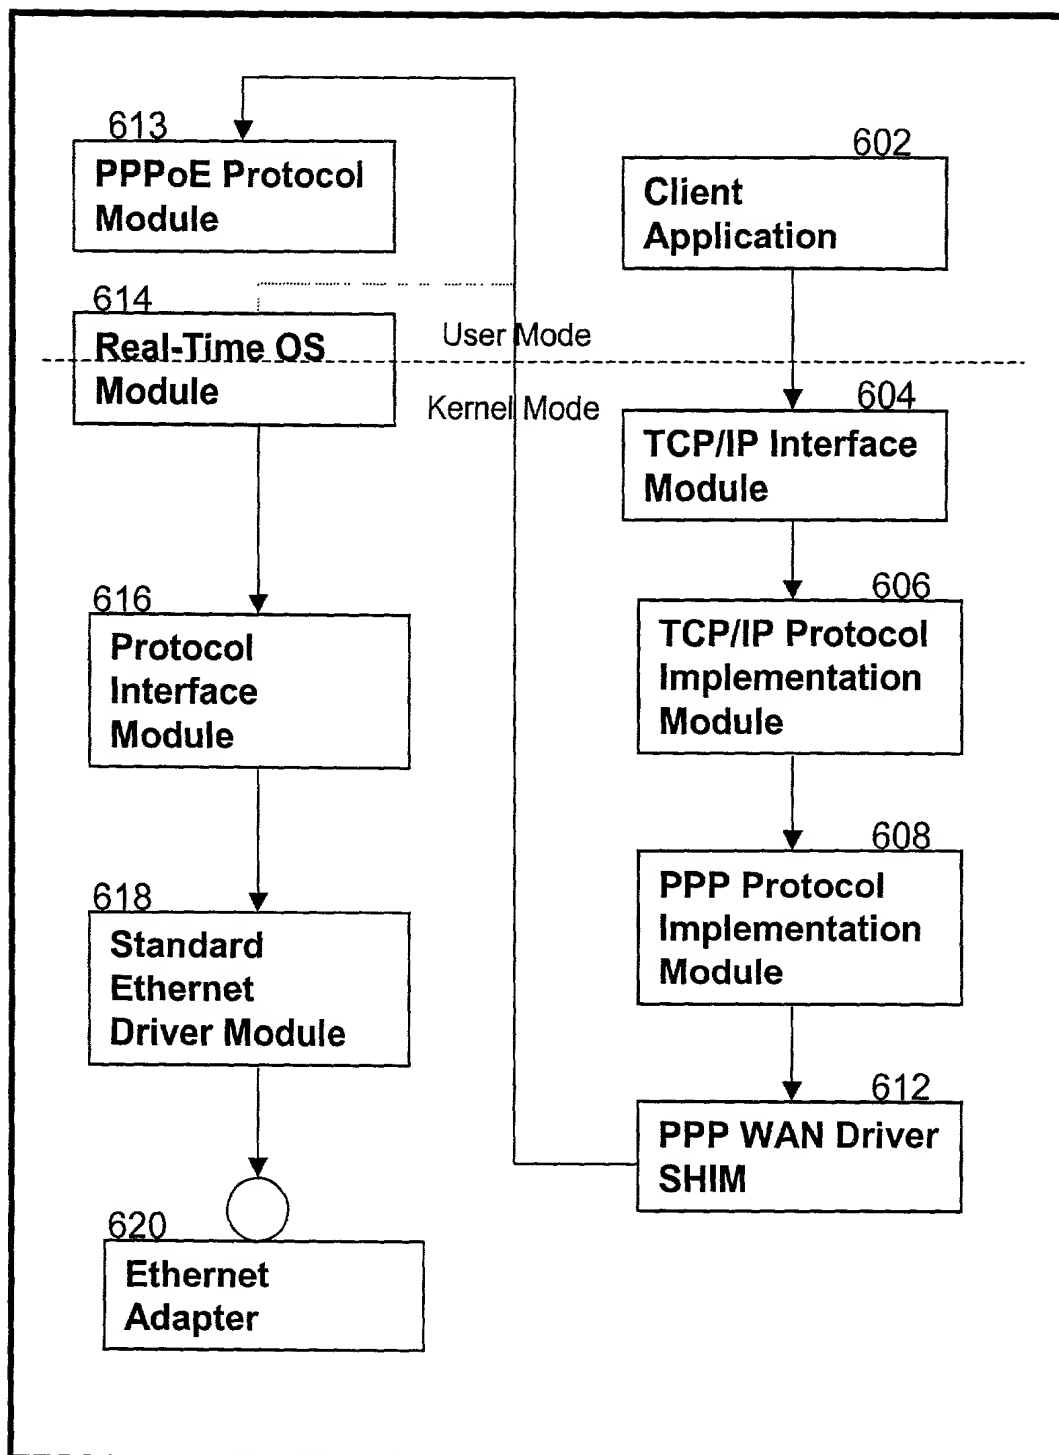 613
PPPoE Protocol
Module
602
Client
Application
614
Real-Time OS
Module
User Mode
Kernel Mode
604
TCP/IP Interface
Module
616
Protocol
Interface
Module
606
TCP/IP Protocol
Implementation
Module
608
PPP Protocol
Implementation
Module
618
Standard
Ethernet
Driver Module
612
PPP WAN Driver
SHIM
620
Ethernet
Adapter